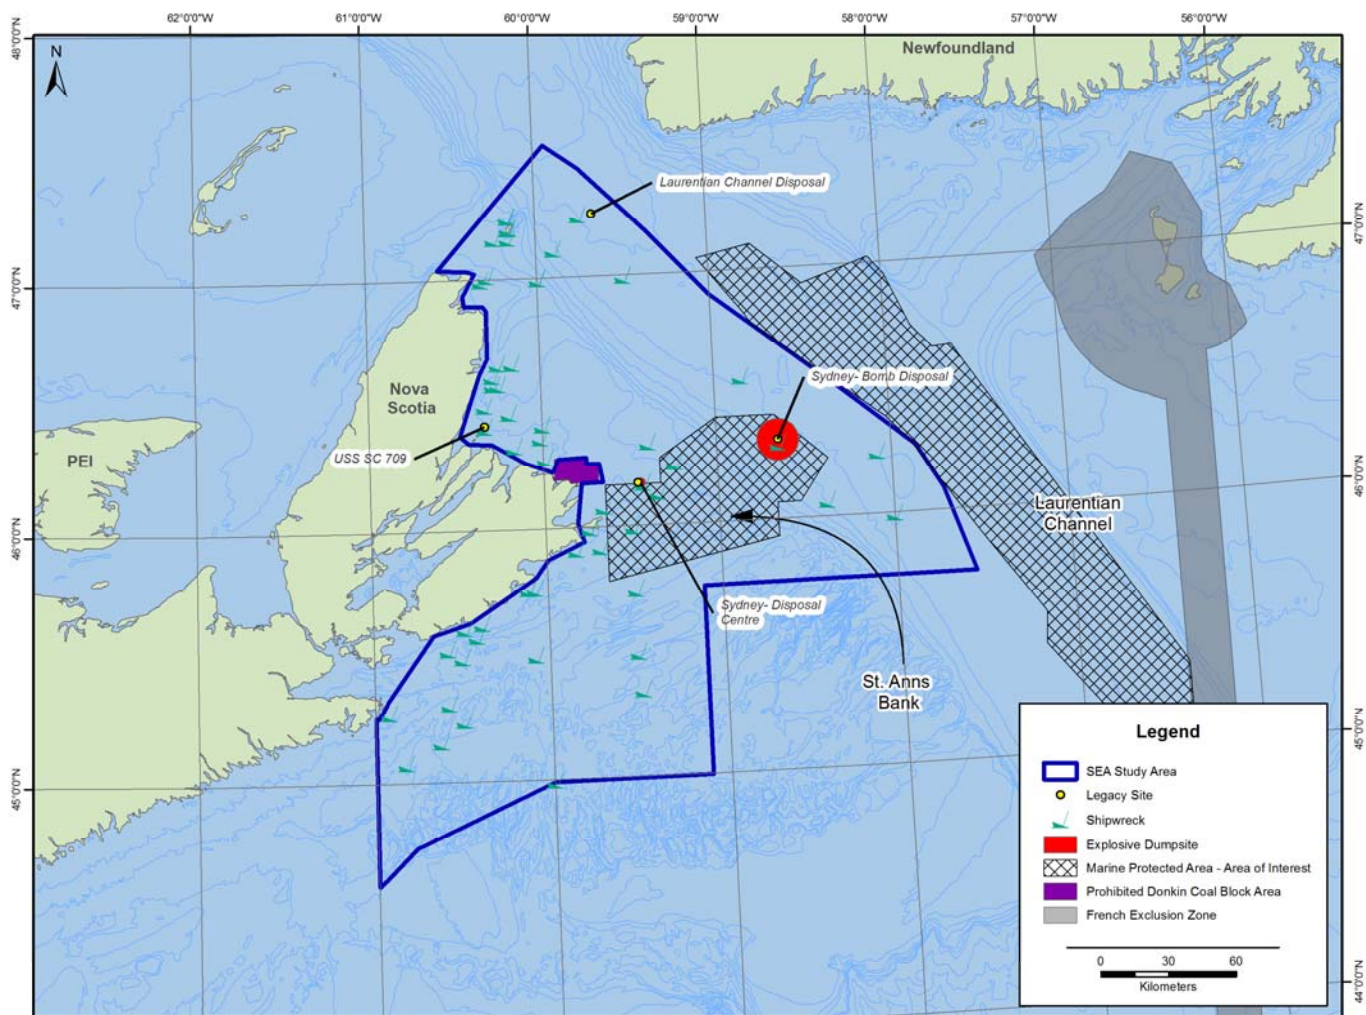 62°0'0"W
61°0'0"W
60°0'0"W
59°0'0"W
58°0'0"W
57°0'0"W
56°0'0"W
48°0'0"N
N
Newfoundland
Laurentian Channel Disposal
47°0'0"N
47°0'0"N
Sydney- Bomb Disposal
Nova
Scotia
USS SC 709
PEI
46°0'0"N
46°0'0"N
Laurentian
Channel
Sydney- Disposal
Centre
St. Anns
Bank
45°0'0"N
45°0'0"N
44°0'0"N
Legend
SEA Study Area
Legacy Site
Shipwreck
Explosive Dumpsite
Marine Protected Area - Area of Interest
Prohibited Donkin Coal Block Area
French Exclusion Zone
0 30 60
Kilometers